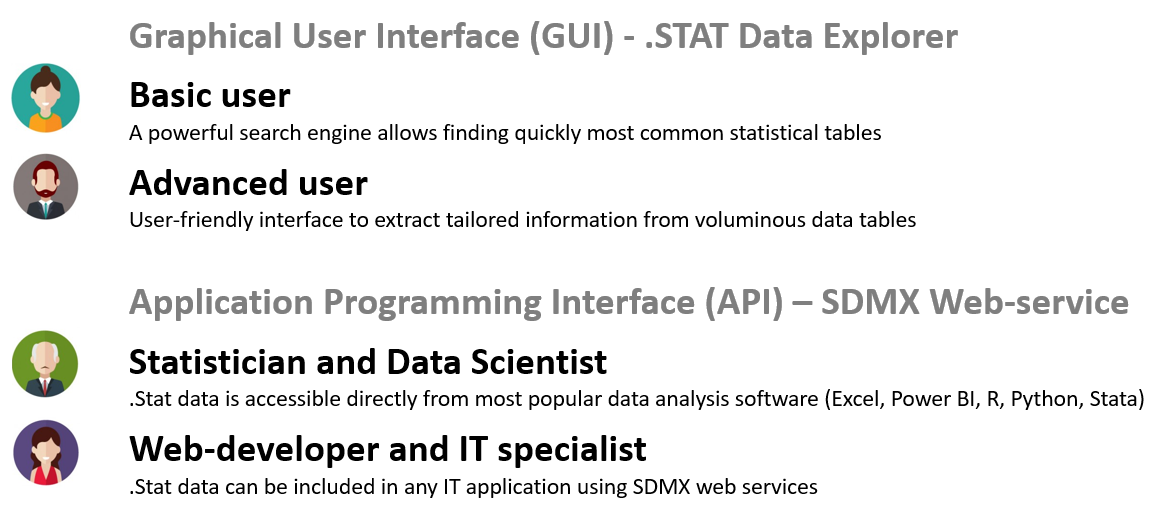 Graphical User Interface (GUI) - .STAT Data Explorer
Basic user
A powerful search engine allows finding quickly most common statistical tables
Advanced user
User-friendly interface to extract tailored information from voluminous data tables
Application Programming Interface (API) – SDMX Web-service
Statistician and Data Scientist
.Stat data is accessible directly from most popular data analysis software (Excel, Power BI, R, Python, Stata)
Web-developer and IT specialist
.Stat data can be included in any IT application using SDMX web services